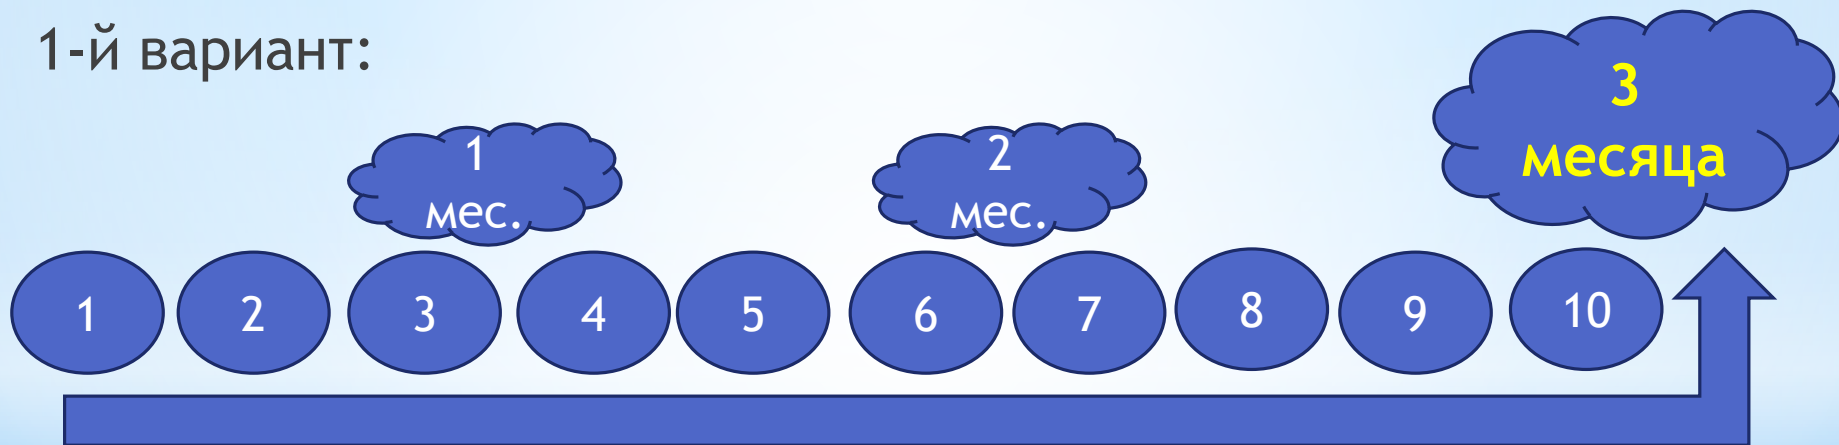 1-й вариант:
3
месяца
1
мес.
2
мес.
1 2 3 4 5 6 7 8 9 10